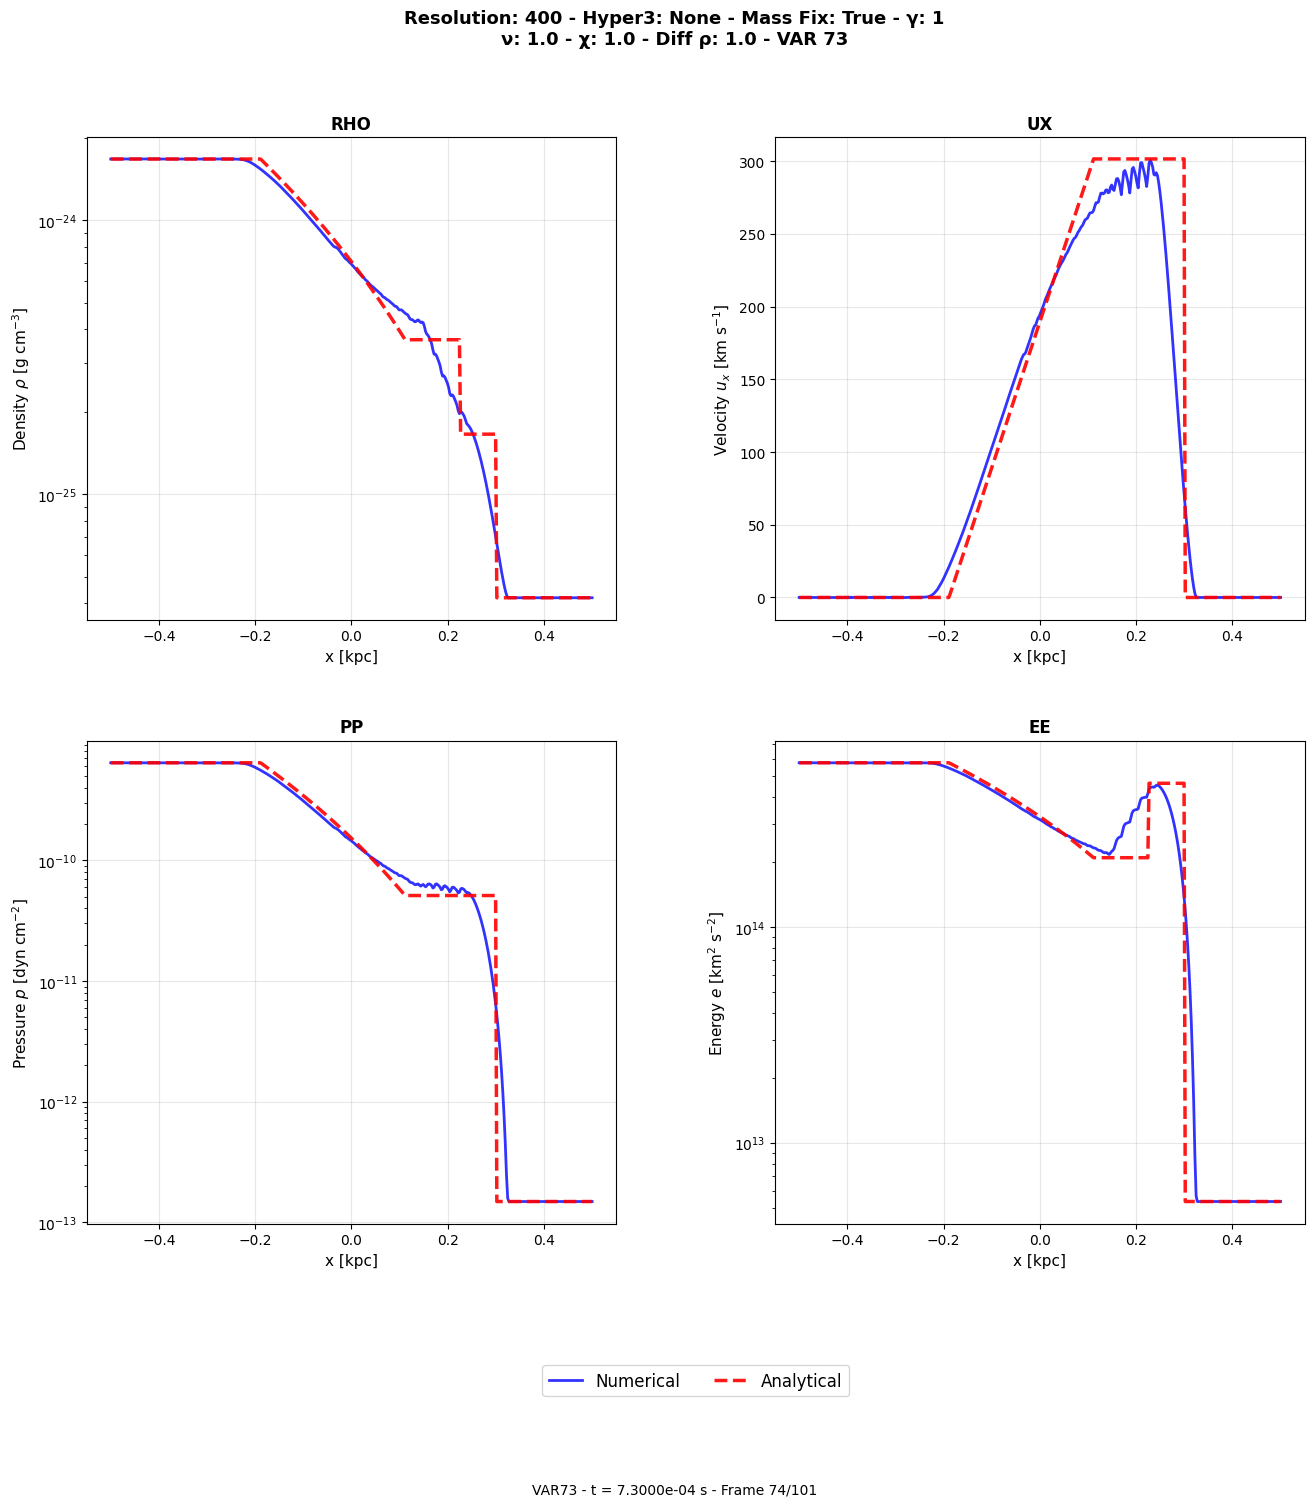 Resolution: 400 - Hyper3: None - Mass Fix: True - γ: 1
ν: 1.0 - χ: 1.0 - Diff ρ: 1.0 - VAR 73
RHO
Density ρ [g cm⁻³]
10⁻²⁴
10⁻²⁵
−0.4 −0.2 0.0 0.2 0.4
x [kpc]
UX
Velocity uₓ [km s⁻¹]
300
250
200
150
100
50
0
−0.4 −0.2 0.0 0.2 0.4
x [kpc]
PP
Pressure p [dyn cm⁻²]
10⁻¹⁰
10⁻¹¹
10⁻¹²
10⁻¹³
−0.4 −0.2 0.0 0.2 0.4
x [kpc]
EE
Energy e [km² s⁻²]
10¹⁴
10¹³
−0.4 −0.2 0.0 0.2 0.4
x [kpc]
Numerical Analytical
VAR73 - t = 7.3000e-04 s - Frame 74/101